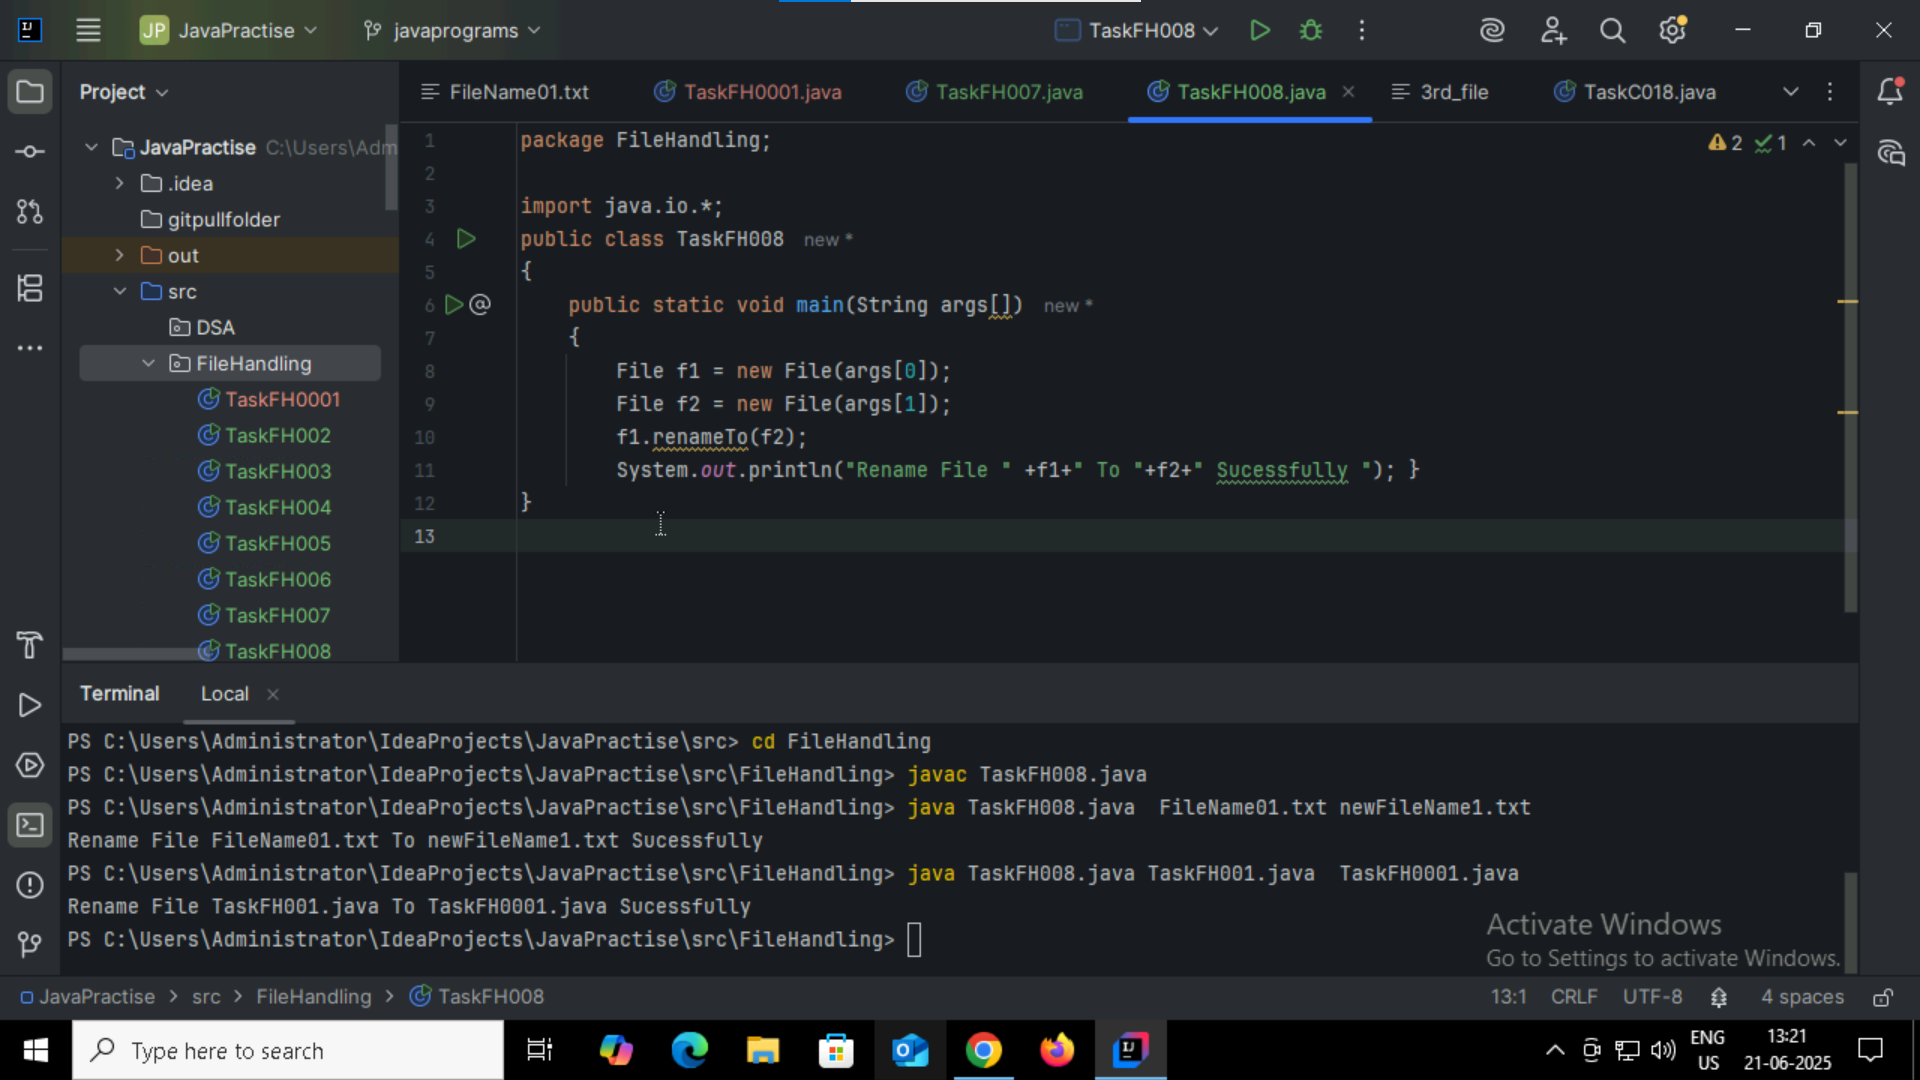 JP JavaPractise javaprograms TaskFH008
Project
FileName01.txt TaskFH0001.java TaskFH007.java TaskFH008.java 3rd_file TaskC018.java
JavaPractise C:\Users\Adm
.idea
gitpullfolder
out
src
DSA
FileHandling
TaskFH0001
TaskFH002
TaskFH003
TaskFH004
TaskFH005
TaskFH006
TaskFH007
TaskFH008
2 1
1 package FileHandling;
2
3 import java.io.*;
4 public class TaskFH008 new *
5 {
6 @ public static void main(String args[]) new *
7 {
8 File f1 = new File(args[0]);
9 File f2 = new File(args[1]);
10 f1.renameTo(f2);
11 System.out.println("Rename File " +f1+" To "+f2+" Sucessfully "); }
12 }
13
Terminal Local
PS C:\Users\Administrator\IdeaProjects\JavaPractise\src> cd FileHandling
PS C:\Users\Administrator\IdeaProjects\JavaPractise\src\FileHandling> javac TaskFH008.java
PS C:\Users\Administrator\IdeaProjects\JavaPractise\src\FileHandling> java TaskFH008.java  FileName01.txt newFileName1.txt
Rename File FileName01.txt To newFileName1.txt Sucessfully
PS C:\Users\Administrator\IdeaProjects\JavaPractise\src\FileHandling> java TaskFH008.java TaskFH001.java  TaskFH0001.java
Rename File TaskFH001.java To TaskFH0001.java Sucessfully
PS C:\Users\Administrator\IdeaProjects\JavaPractise\src\FileHandling>
Activate Windows
Go to Settings to activate Windows.
JavaPractise > src > FileHandling > TaskFH008 13:1 CRLF UTF-8 4 spaces
Type here to search
ENG
US
13:21
21-06-2025